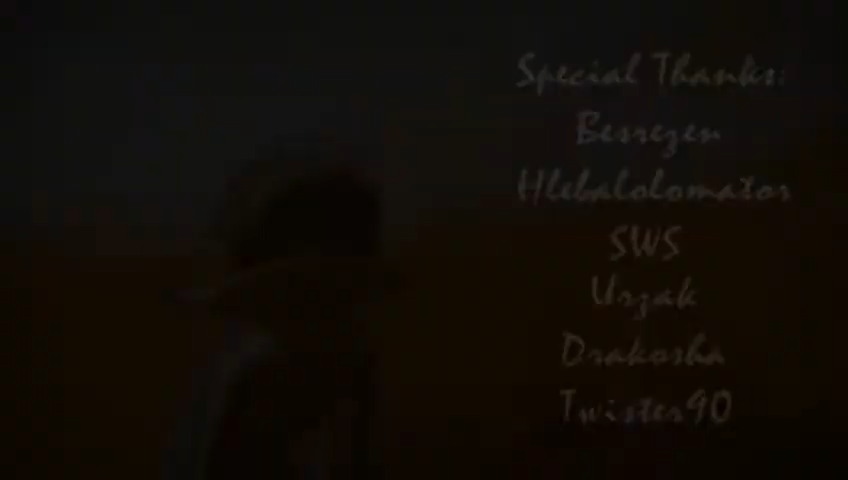 Special Thanks:
Besrezen
Hlebalolomator
SWS
Urzak
Drakosha
Twister90